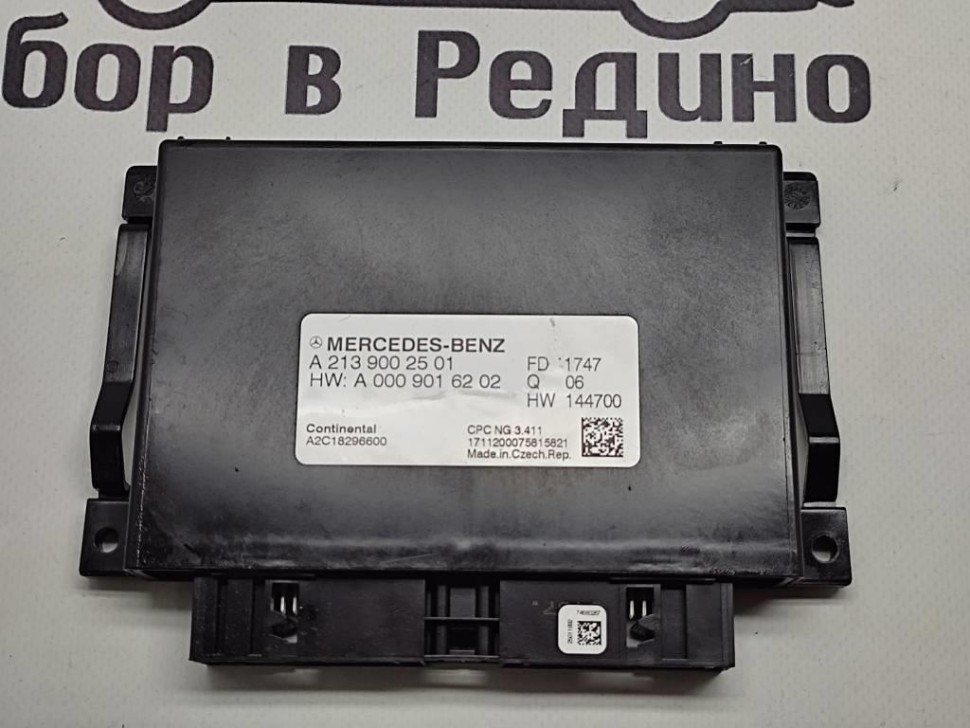 бор в Редино
MERCEDES-BENZ
A 213 900 25 01
HW: A 000 901 62 02
FD 1747
Q 06
HW 144700
Continental
A2C18296600
CPC NG 3.411
1711200075815821
Made.in.Czech.Rep.